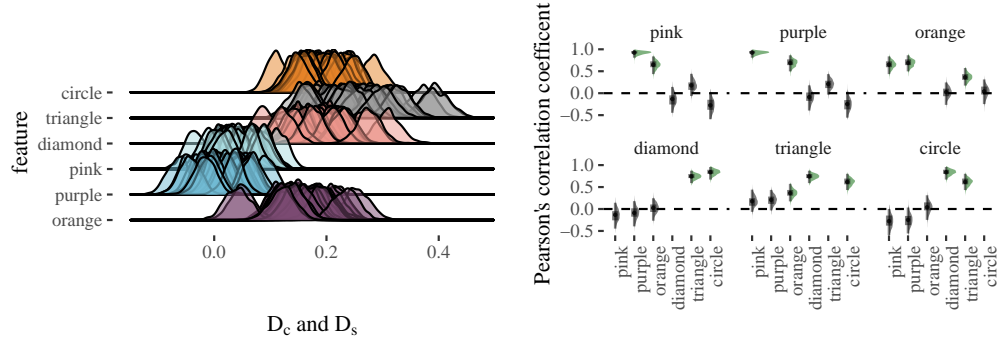 feature
circle
triangle
diamond
pink
purple
orange
0.0 0.2 0.4
D_c and D_s
Pearson's correlation coefficent
pink purple orange
1.0
0.5
0.0
−0.5
diamond triangle circle
1.0
0.5
0.0
−0.5
pink purple orange diamond triangle circle
pink purple orange diamond triangle circle
pink purple orange diamond triangle circle